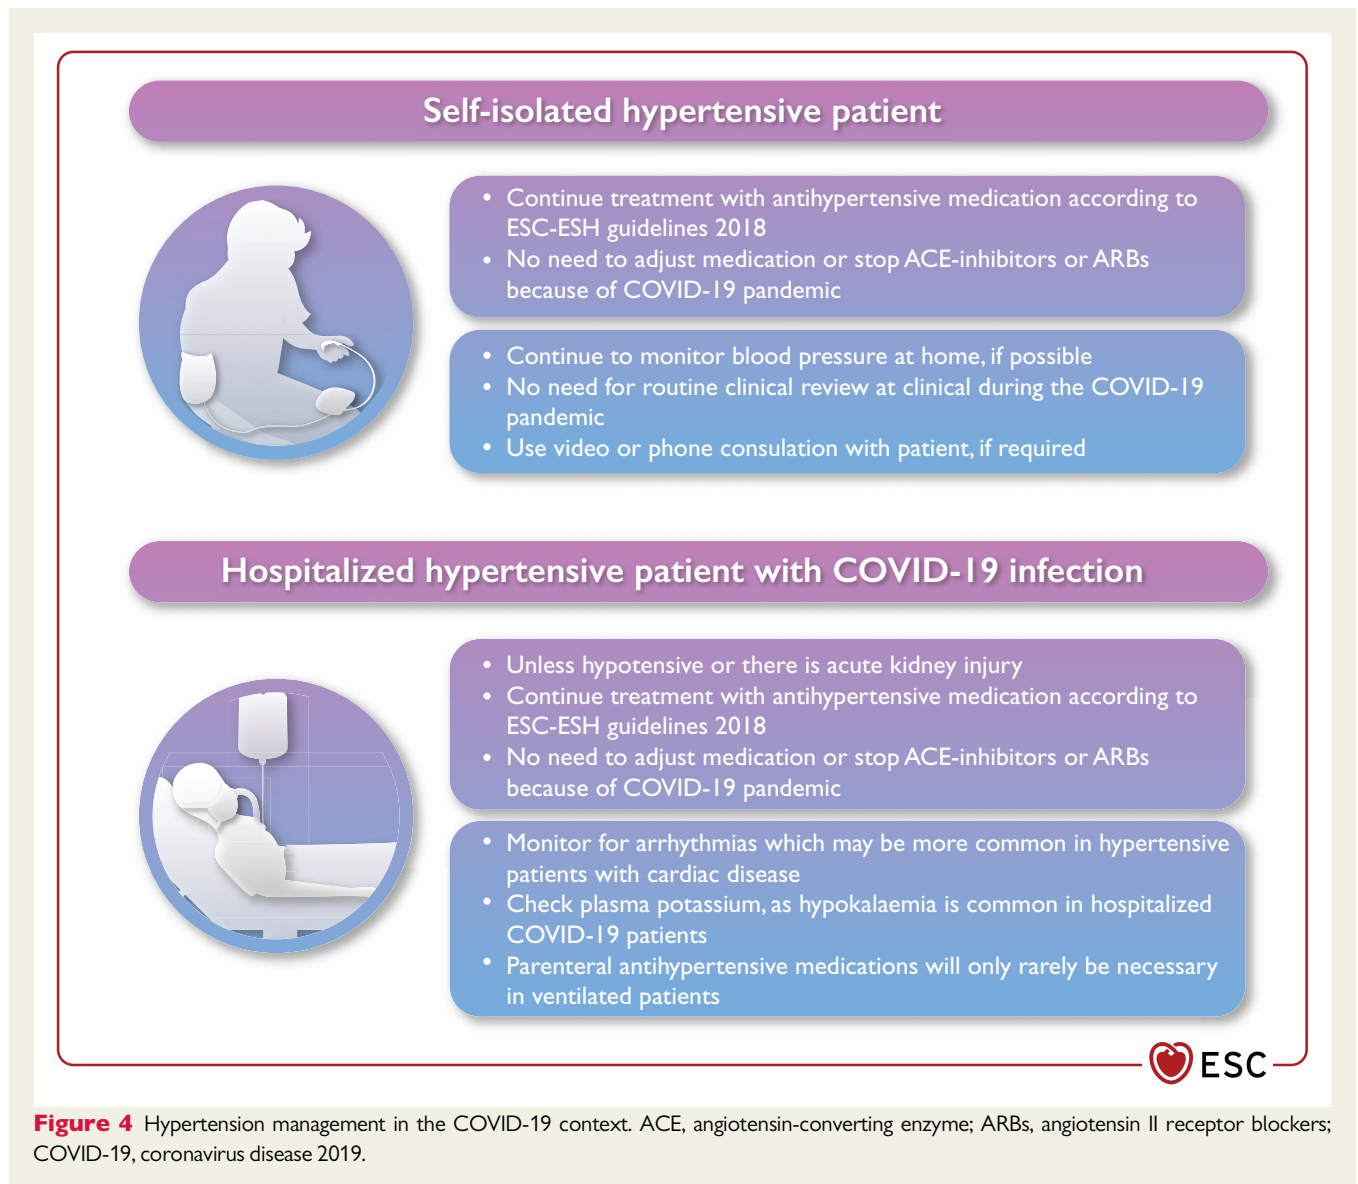 Self-isolated hypertensive patient
• Continue treatment with antihypertensive medication according to
ESC-ESH guidelines 2018
• No need to adjust medication or stop ACE-inhibitors or ARBs
because of COVID-19 pandemic
• Continue to monitor blood pressure at home, if possible
• No need for routine clinical review at clinical during the COVID-19
pandemic
• Use video or phone consulation with patient, if required
Hospitalized hypertensive patient with COVID-19 infection
• Unless hypotensive or there is acute kidney injury
• Continue treatment with antihypertensive medication according to
ESC-ESH guidelines 2018
• No need to adjust medication or stop ACE-inhibitors or ARBs
because of COVID-19 pandemic
• Monitor for arrhythmias which may be more common in hypertensive
patients with cardiac disease
• Check plasma potassium, as hypokalaemia is common in hospitalized
COVID-19 patients
• Parenteral antihypertensive medications will only rarely be necessary
in ventilated patients
ESC
Figure 4 Hypertension management in the COVID-19 context. ACE, angiotensin-converting enzyme; ARBs, angiotensin II receptor blockers;
COVID-19, coronavirus disease 2019.